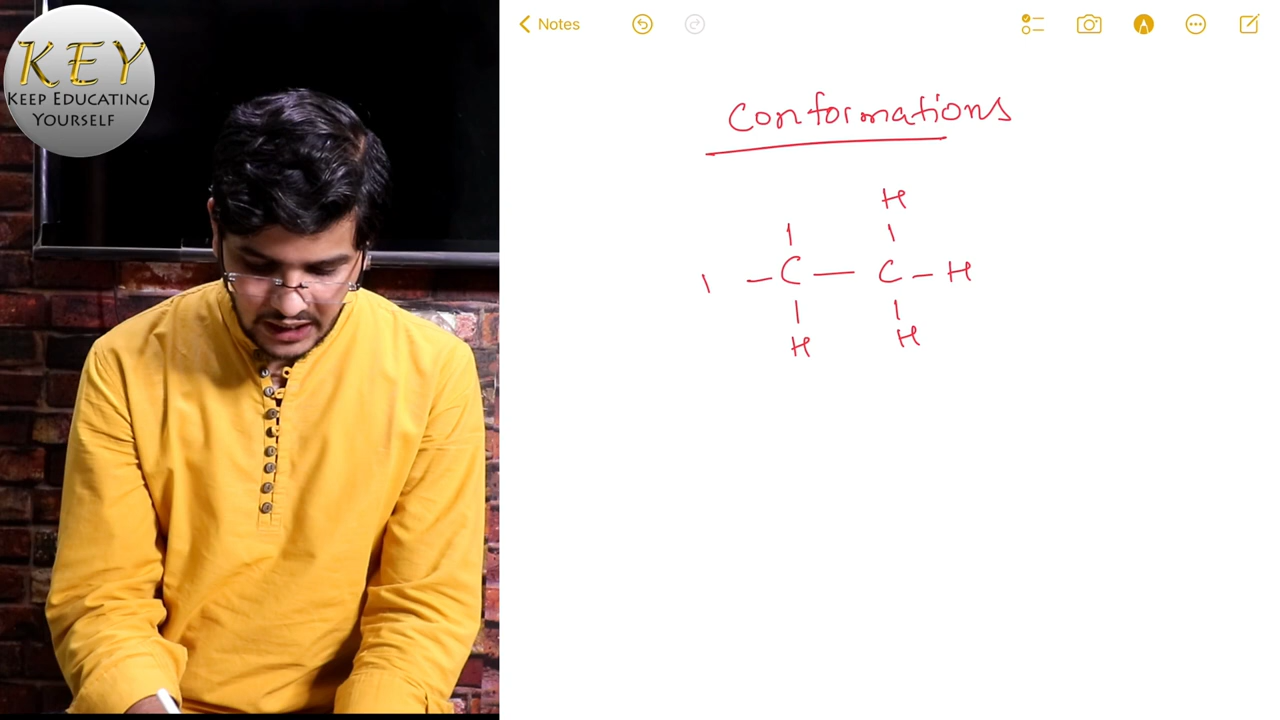 KEY
KEEP EDUCATING
YOURSELF
Notes
Conformations
H
C — C – H
H H